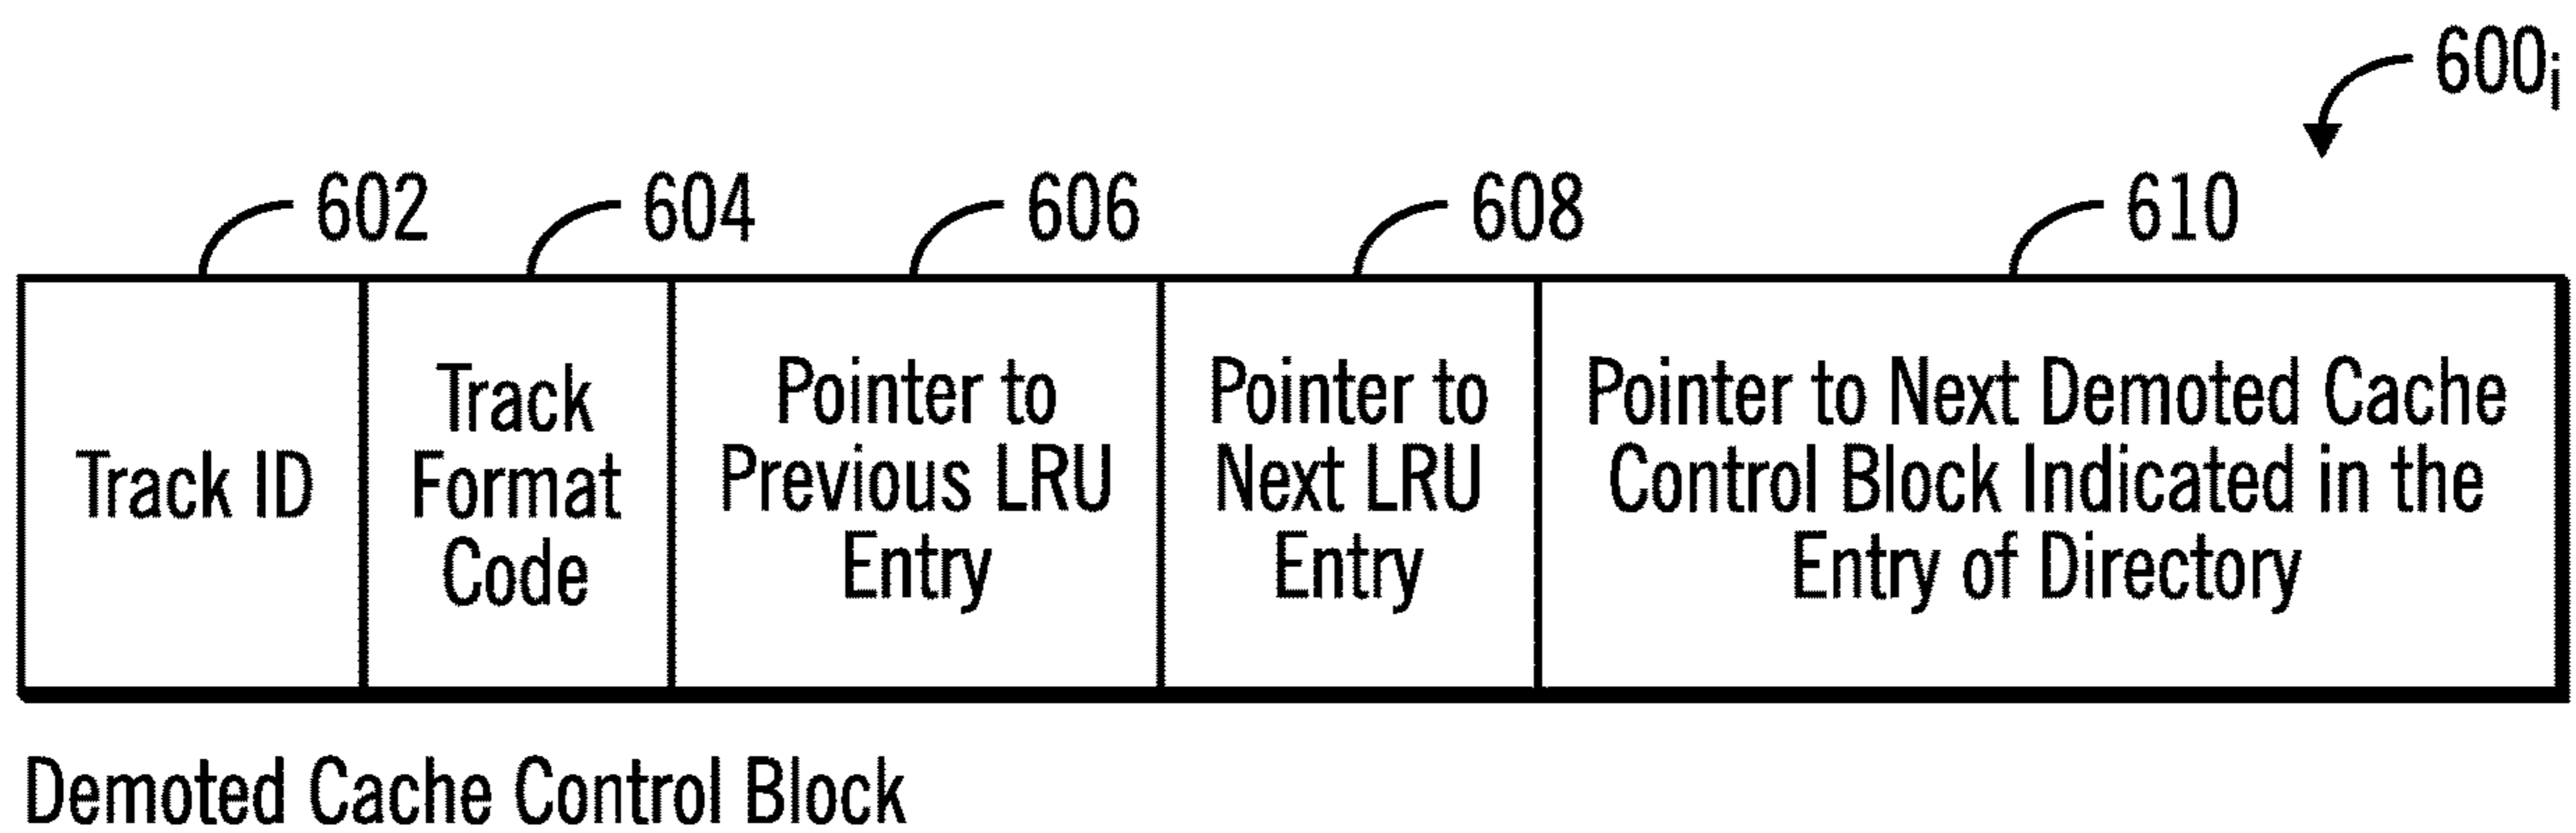 600i
602
604
606
608
610
Track ID
Track
Format
Code
Pointer to
Previous LRU
Entry
Pointer to
Next LRU
Entry
Pointer to Next Demoted Cache
Control Block Indicated in the
Entry of Directory
Demoted Cache Control Block